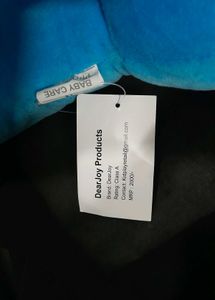 BABY CARE
DearJoy Products
Brand: DearJoy
Rating: Class A
MRP : 2000/-